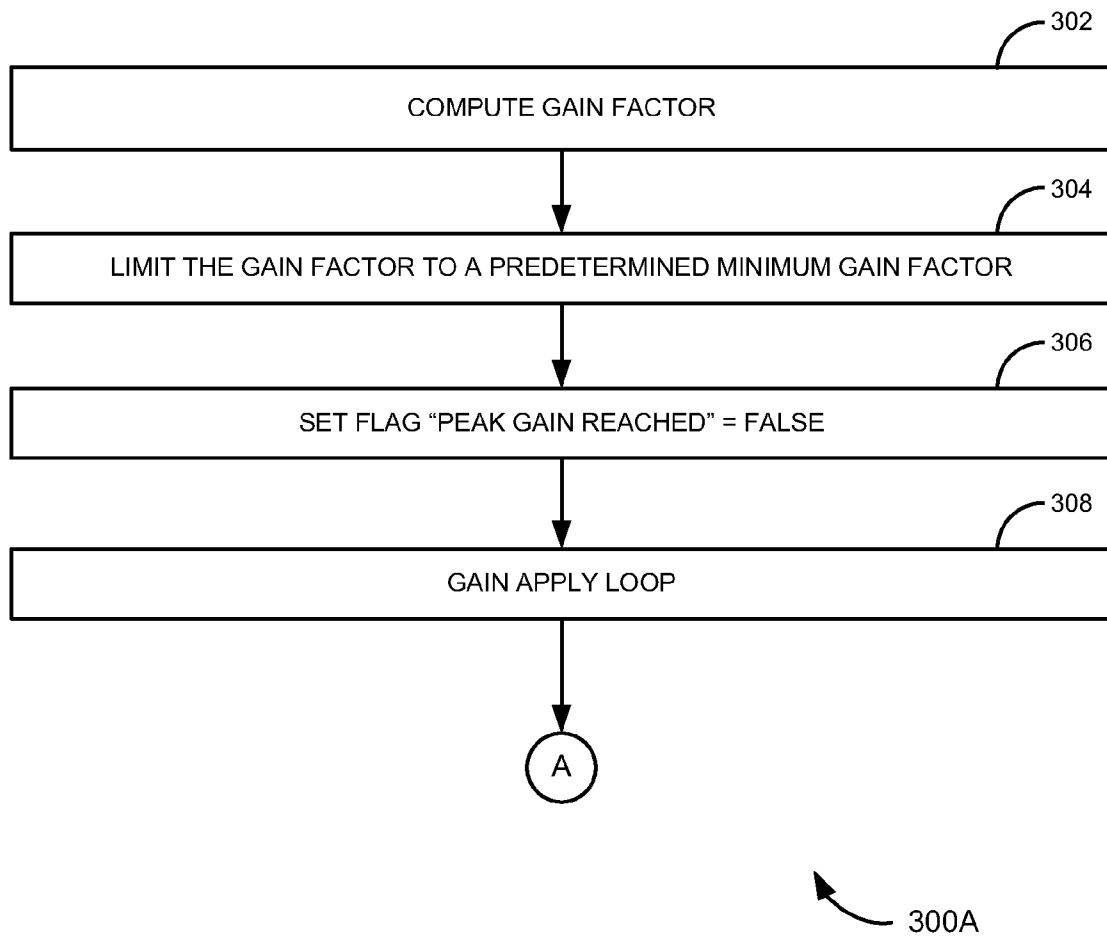 302
COMPUTE GAIN FACTOR
304
LIMIT THE GAIN FACTOR TO A PREDETERMINED MINIMUM GAIN FACTOR
306
SET FLAG “PEAK GAIN REACHED” = FALSE
308
GAIN APPLY LOOP
A
300A